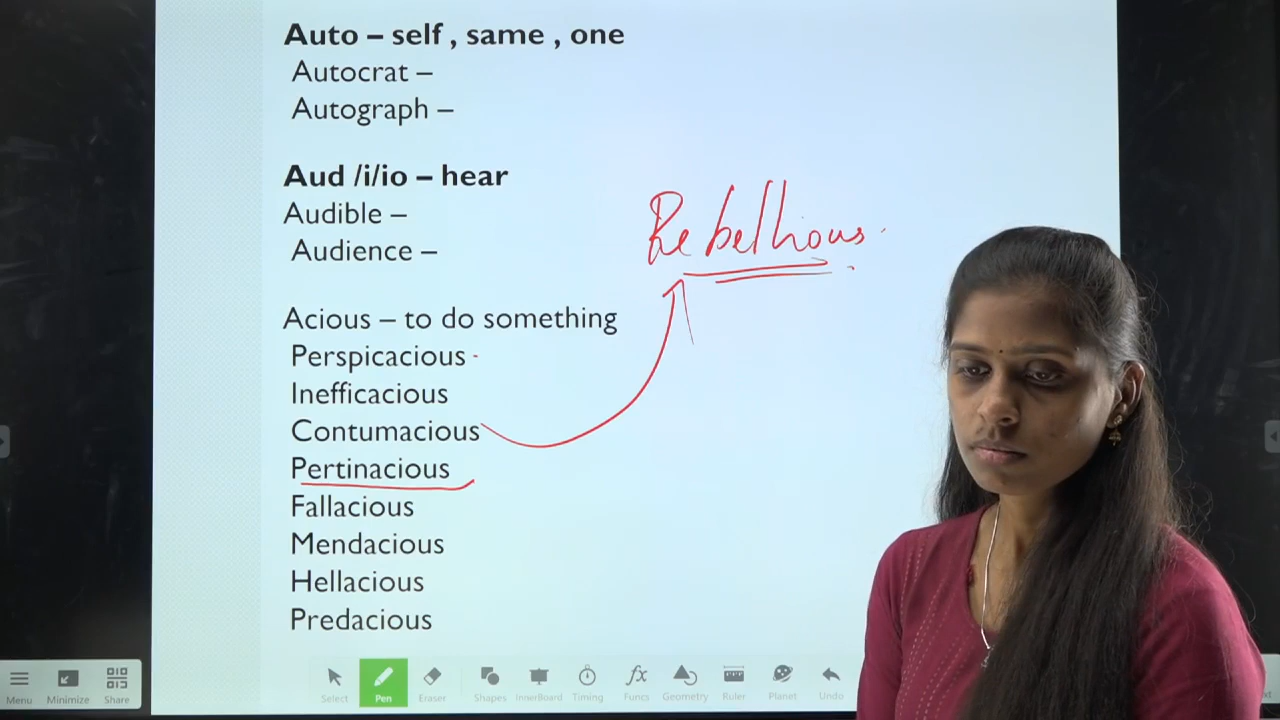 Auto – self , same , one
Autocrat –
Autograph –
Aud /i/io – hear
Audible –
Audience –
Rebellious
Acious – to do something
Perspicacious
Inefficacious
Contumacious
Pertinacious
Fallacious
Mendacious
Hellacious
Predacious
Menu Minimize Share Select Pen Eraser Shapes InnerBoard Timing Funcs Geometry Ruler Planet Undo